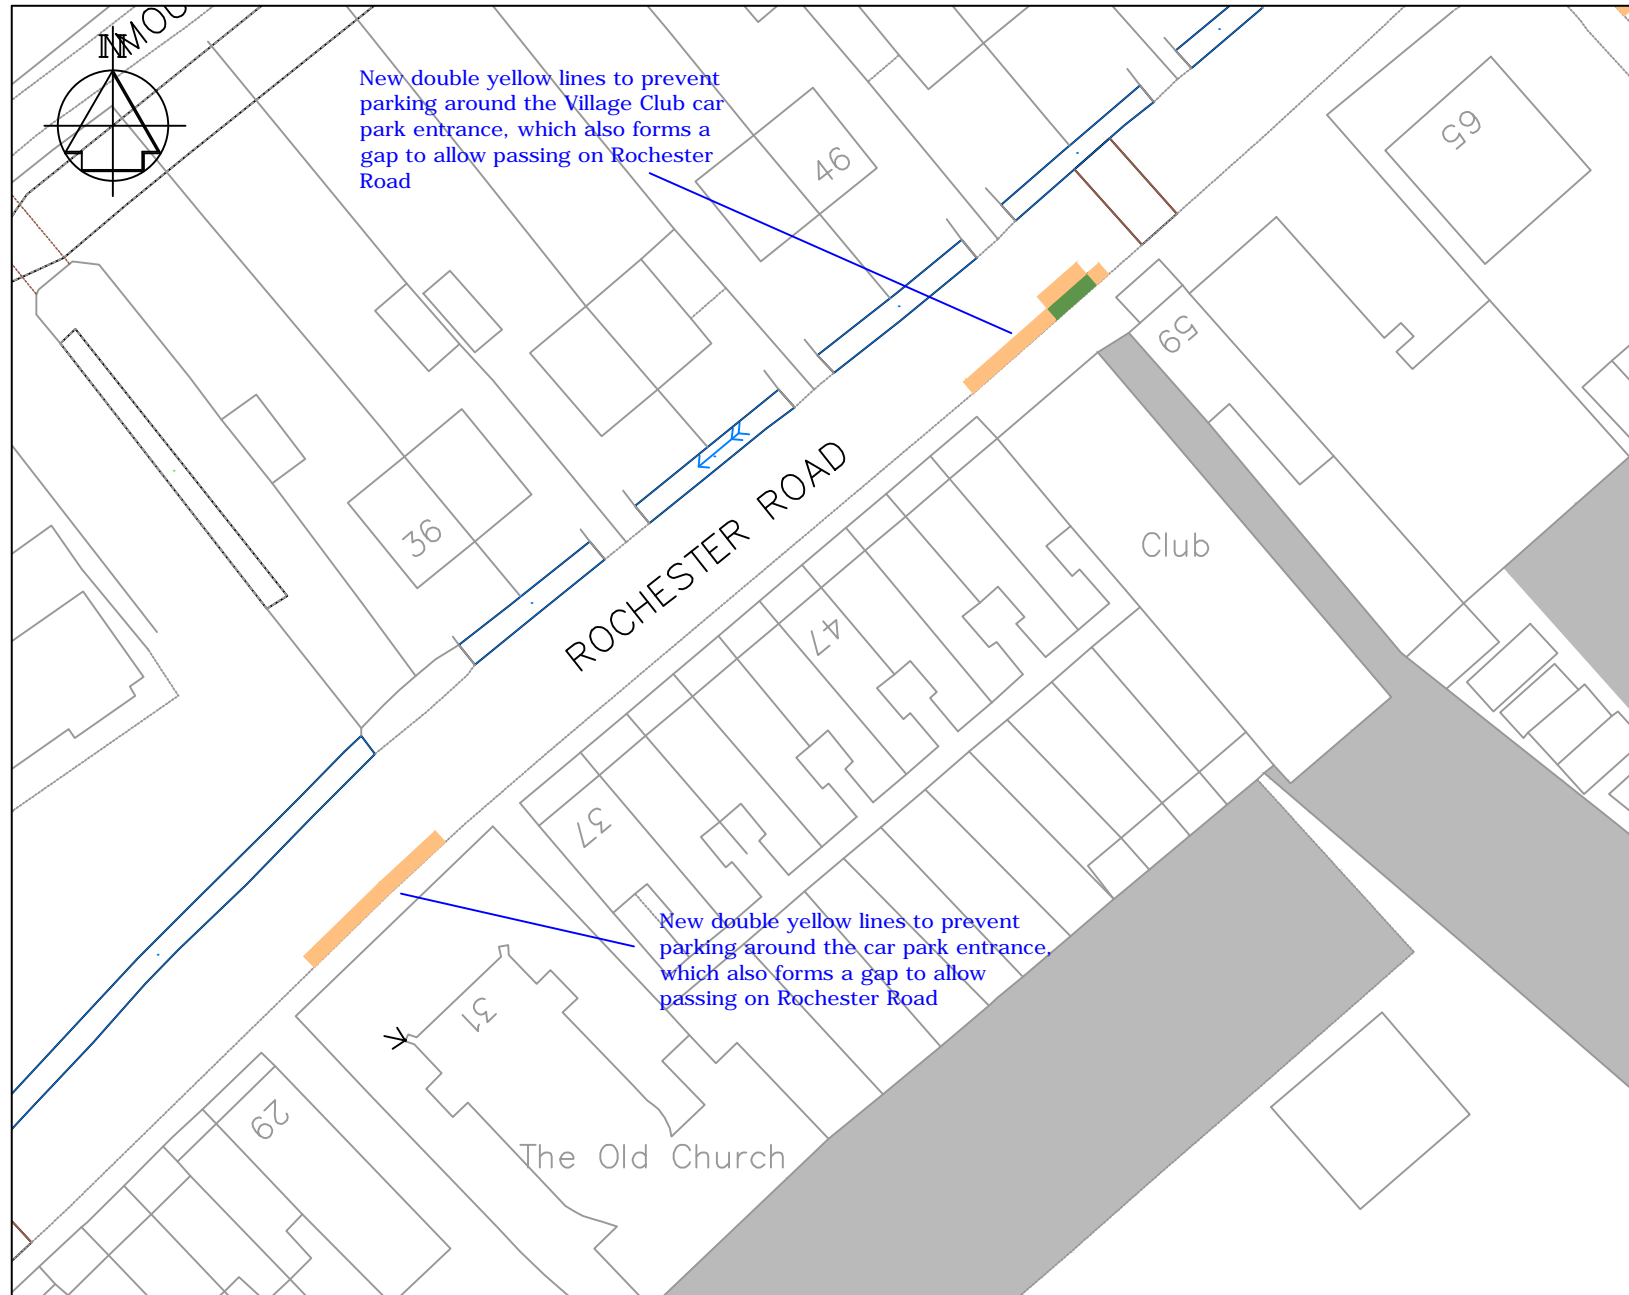 MOU
N
New double yellow lines to prevent
parking around the Village Club car
park entrance, which also forms a
gap to allow passing on Rochester
Road
46
65
59
36
ROCHESTER ROAD
Club
47
37
New double yellow lines to prevent
parking around the car park entrance,
which also forms a gap to allow
passing on Rochester Road
31
29
The Old Church